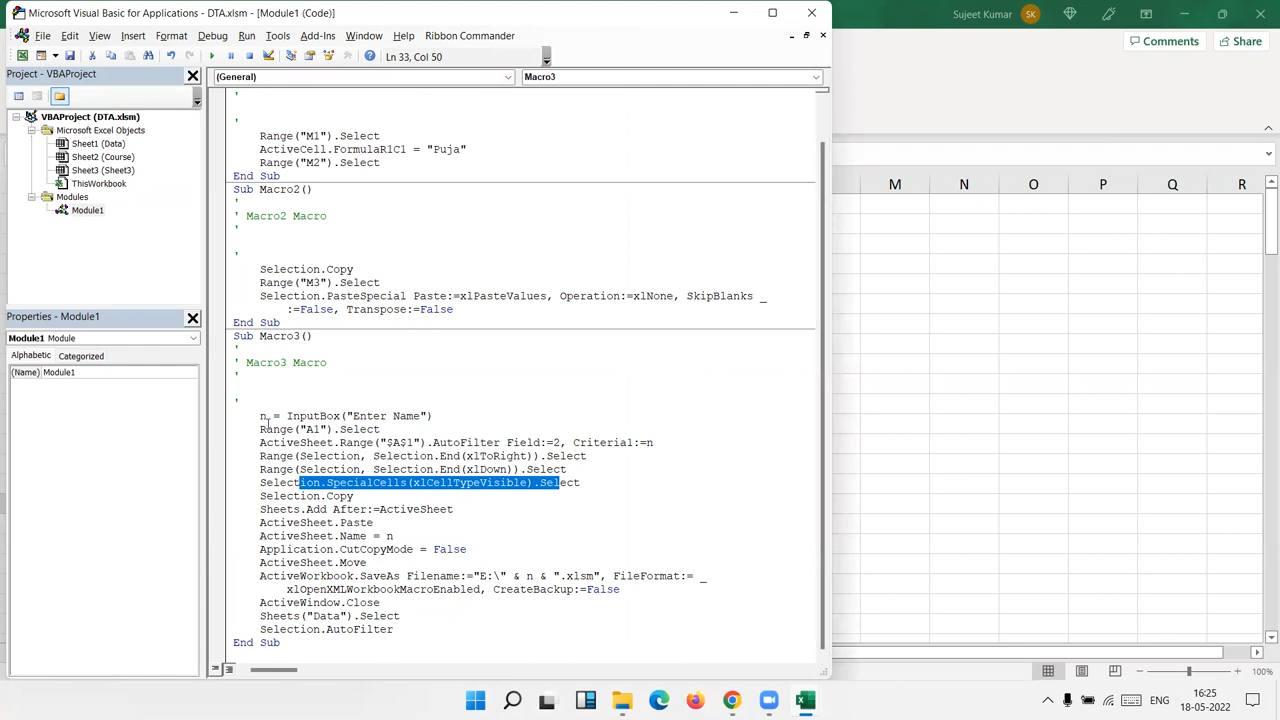 Microsoft Visual Basic for Applications - DTA.xlsm - [Module1 (Code)]
Sujeet Kumar
SK
File Edit View Insert Format Debug Run Tools Add-Ins Window Help Ribbon Commander
Comments
Share
Ln 33, Col 50
Project - VBAProject
(General)
Macro3
VBAProject (DTA.xlsm)
Microsoft Excel Objects
Sheet1 (Data)
Sheet2 (Course)
Sheet3 (Sheet3)
ThisWorkbook
Modules
Module1
Properties - Module1
Module1 Module
Alphabetic Categorized
(Name) Module1
'
'
Range("M1").Select
ActiveCell.FormulaR1C1 = "Puja"
Range("M2").Select
End Sub
Sub Macro2()
'
' Macro2 Macro
'
'
Selection.Copy
Range("M3").Select
Selection.PasteSpecial Paste:=xlPasteValues, Operation:=xlNone, SkipBlanks _
:=False, Transpose:=False
End Sub
Sub Macro3()
'
' Macro3 Macro
'
'
n = InputBox("Enter Name")
Range("A1").Select
ActiveSheet.Range("$A$1").AutoFilter Field:=2, Criteria1:=n
Range(Selection, Selection.End(xlToRight)).Select
Range(Selection, Selection.End(xlDown)).Select
Selection.SpecialCells(xlCellTypeVisible).Select
Selection.Copy
Sheets.Add After:=ActiveSheet
ActiveSheet.Paste
ActiveSheet.Name = n
Application.CutCopyMode = False
ActiveSheet.Move
ActiveWorkbook.SaveAs Filename:="E:\" & n & ".xlsm", FileFormat:= _
xlOpenXMLWorkbookMacroEnabled, CreateBackup:=False
ActiveWindow.Close
Sheets("Data").Select
Selection.AutoFilter
End Sub
M N O P Q R
100%
ENG
16:25
18-05-2022